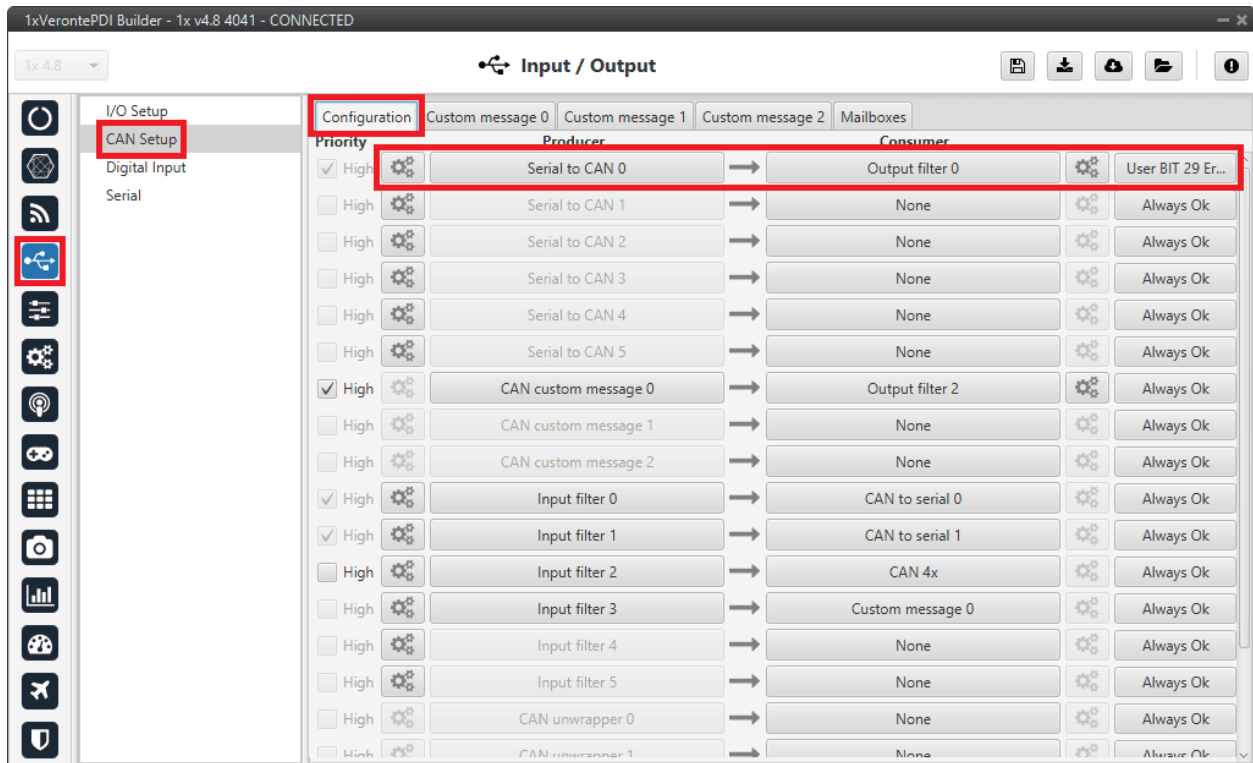 1xVerontePDI Builder - 1x v4.8 4041 - CONNECTED
1x 4.8
Input / Output
I/O Setup
CAN Setup
Digital Input
Serial
Configuration Custom message 0 Custom message 1 Custom message 2 Mailboxes
Priority Producer Consumer
High Serial to CAN 0 Output filter 0 User BIT 29 Er...
High Serial to CAN 1 None Always Ok
High Serial to CAN 2 None Always Ok
High Serial to CAN 3 None Always Ok
High Serial to CAN 4 None Always Ok
High Serial to CAN 5 None Always Ok
High CAN custom message 0 Output filter 2 Always Ok
High CAN custom message 1 None Always Ok
High CAN custom message 2 None Always Ok
High Input filter 0 CAN to serial 0 Always Ok
High Input filter 1 CAN to serial 1 Always Ok
High Input filter 2 CAN 4x Always Ok
High Input filter 3 Custom message 0 Always Ok
High Input filter 4 None Always Ok
High Input filter 5 None Always Ok
High CAN unwrapper 0 None Always Ok
High CAN unwrapper 1 None Always Ok